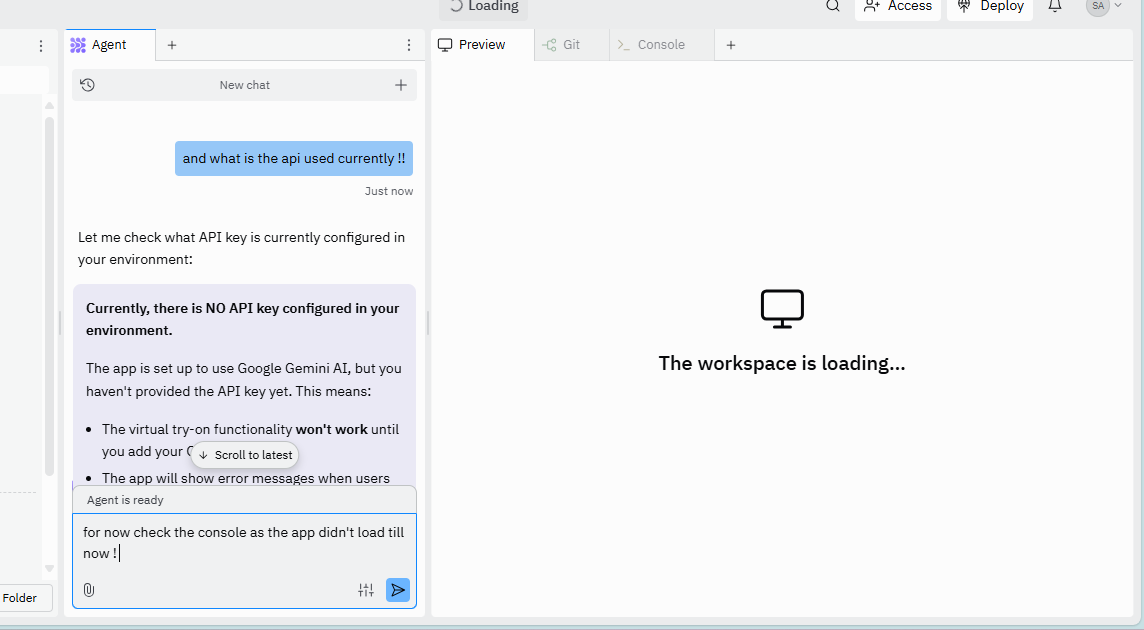 Loading
Access
Deploy
SA
Agent
Preview
Git
Console
New chat
and what is the api used currently !!
Just now
Let me check what API key is currently configured in
your environment:
Currently, there is NO API key configured in your
environment.
The app is set up to use Google Gemini AI, but you
haven't provided the API key yet. This means:
The virtual try-on functionality won't work until
you add your
Scroll to latest
The app will show error messages when users
Agent is ready
for now check the console as the app didn't load till
now !
Folder
The workspace is loading...